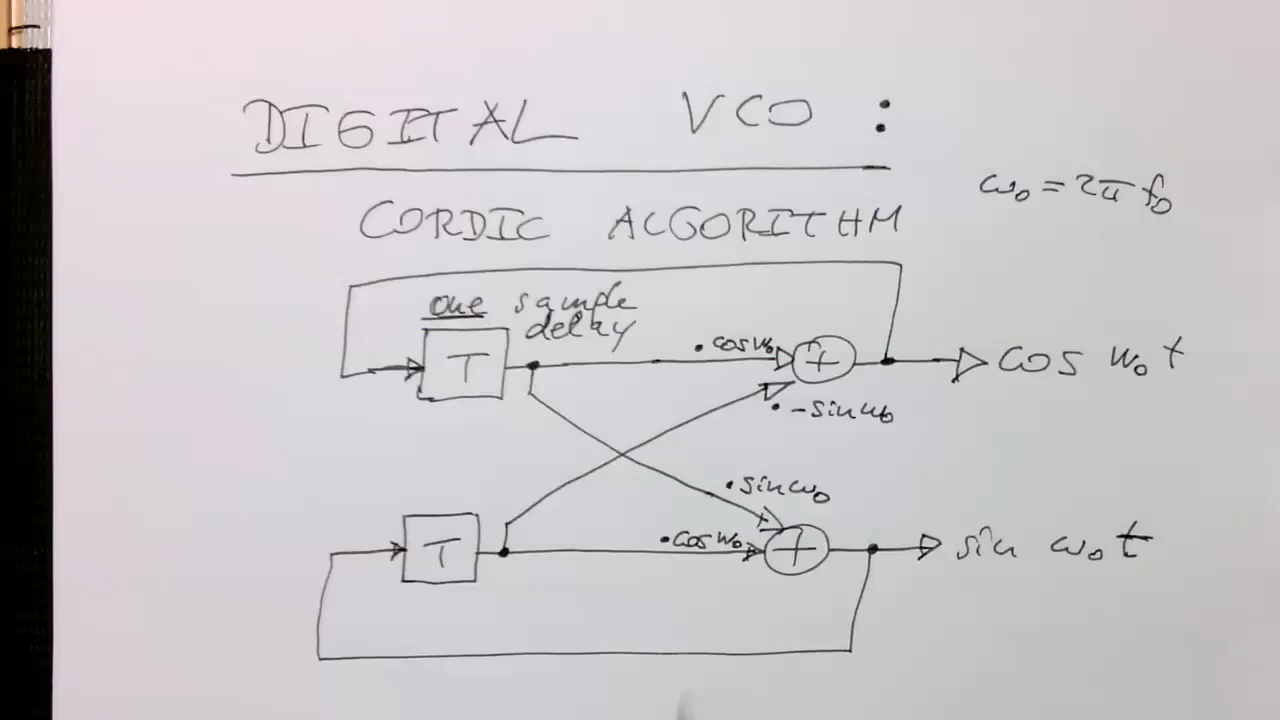 DIGITAL VCO :
ω₀ = 2π f₀
CORDIC ALGORITHM
one sample
delay
T
· cos ω₀
+
cos ω₀ t
· -sin ω₀
· sin ω₀
T
· cos ω₀
+
sin ω₀ t